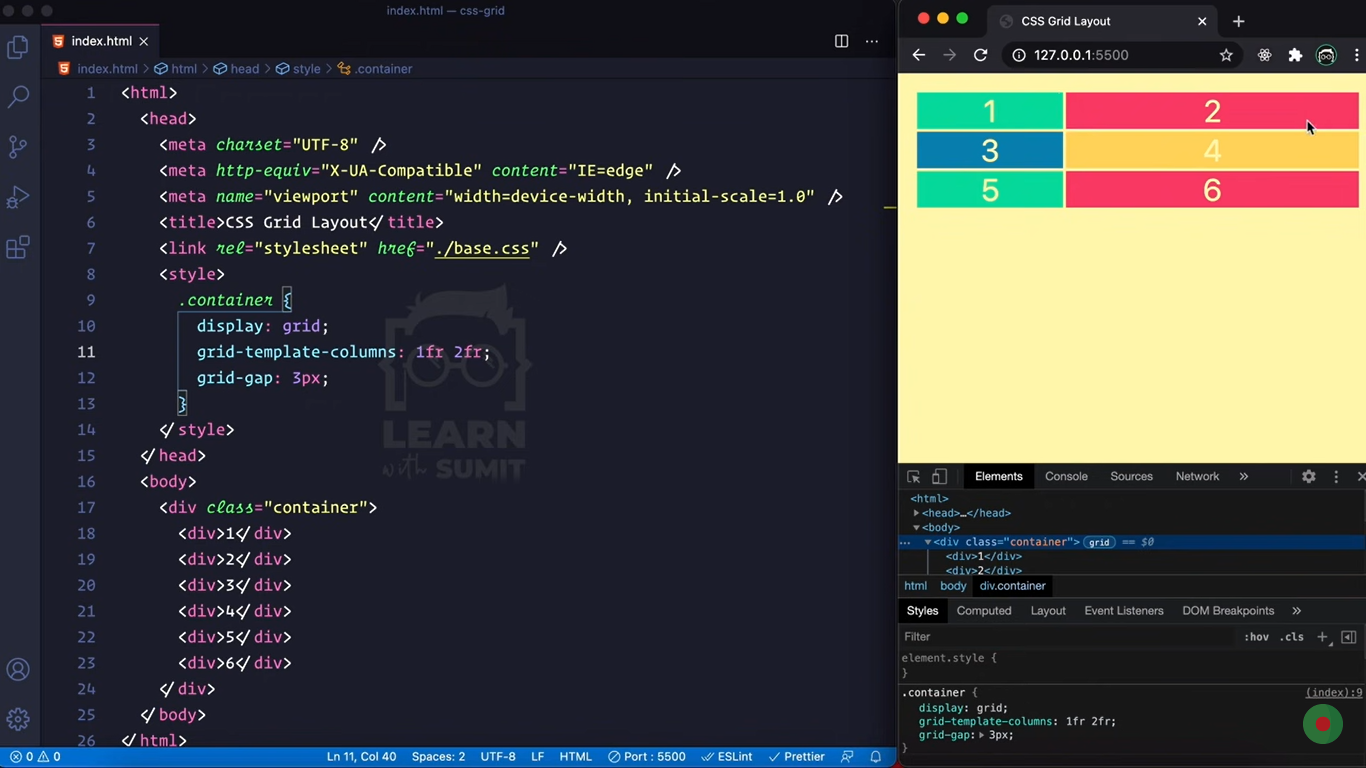 index.html — css-grid
index.html
index.html > html > head > style > .container
1 <html>
2 <head>
3 <meta charset="UTF-8" />
4 <meta http-equiv="X-UA-Compatible" content="IE=edge" />
5 <meta name="viewport" content="width=device-width, initial-scale=1.0" />
6 <title>CSS Grid Layout</title>
7 <link rel="stylesheet" href="./base.css" />
8 <style>
9 .container {
10 display: grid;
11 grid-template-columns: 1fr 2fr;
12 grid-gap: 3px;
13 }
14 </style>
15 </head>
16 <body>
17 <div class="container">
18 <div>1</div>
19 <div>2</div>
20 <div>3</div>
21 <div>4</div>
22 <div>5</div>
23 <div>6</div>
24 </div>
25 </body>
26 </html>
LEARN
with SUMIT
0 0 Ln 11, Col 40 Spaces: 2 UTF-8 LF HTML Port : 5500 ESLint Prettier
CSS Grid Layout
127.0.0.1:5500
1 2
3 4
5 6
Elements Console Sources Network »
<html>
<head>…</head>
<body>
… <div class="container"> grid == $0
<div>1</div>
<div>2</div>
html body div.container
Styles Computed Layout Event Listeners DOM Breakpoints »
Filter :hov .cls +
element.style {
}
.container { (index):9
display: grid;
grid-template-columns: 1fr 2fr;
grid-gap: 3px;
}